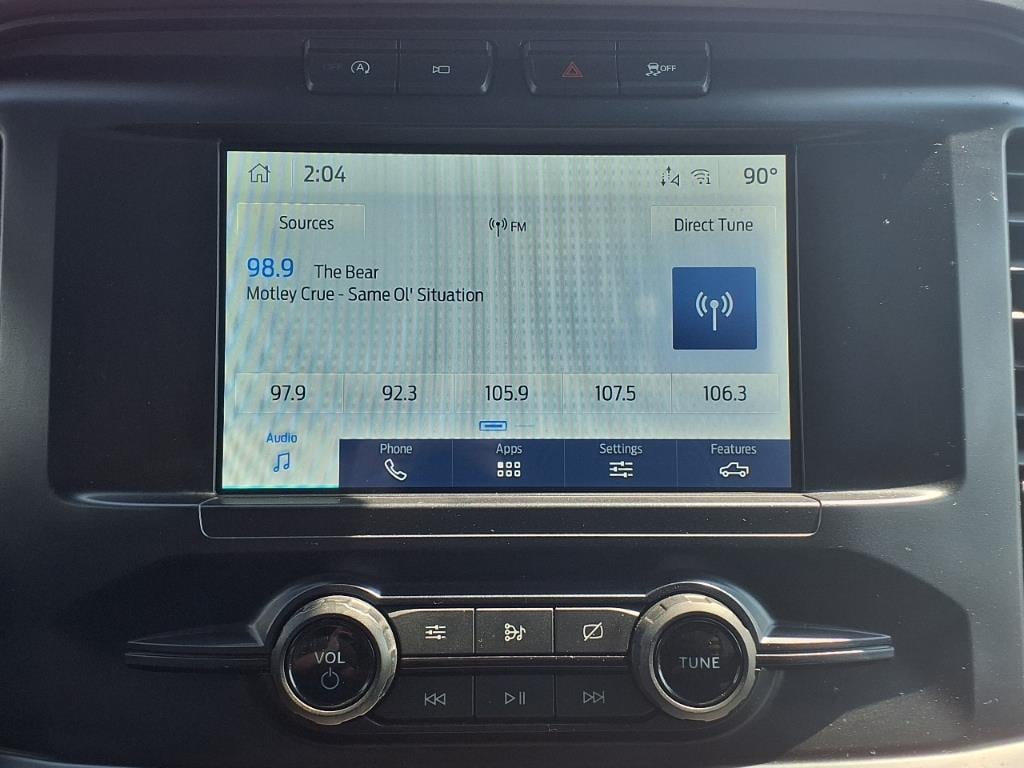 OFF A
OFF
2:04 90°
Sources FM Direct Tune
98.9 The Bear
Motley Crue - Same Ol' Situation
97.9 92.3 105.9 107.5 106.3
Audio Phone Apps Settings Features
VOL TUNE